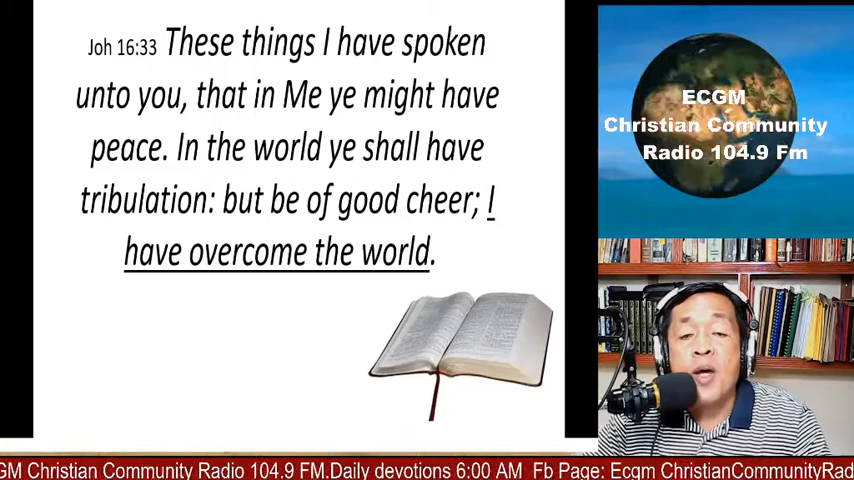 Joh 16:33 These things I have spoken
unto you, that in Me ye might have
peace. In the world ye shall have
tribulation: but be of good cheer; I
have overcome the world.
ECGM
Christian Community
Radio 104.9 Fm
GM Christian Community Radio 104.9 FM.Daily devotions 6:00 AM Fb Page: Ecgm ChristianCommunityRad